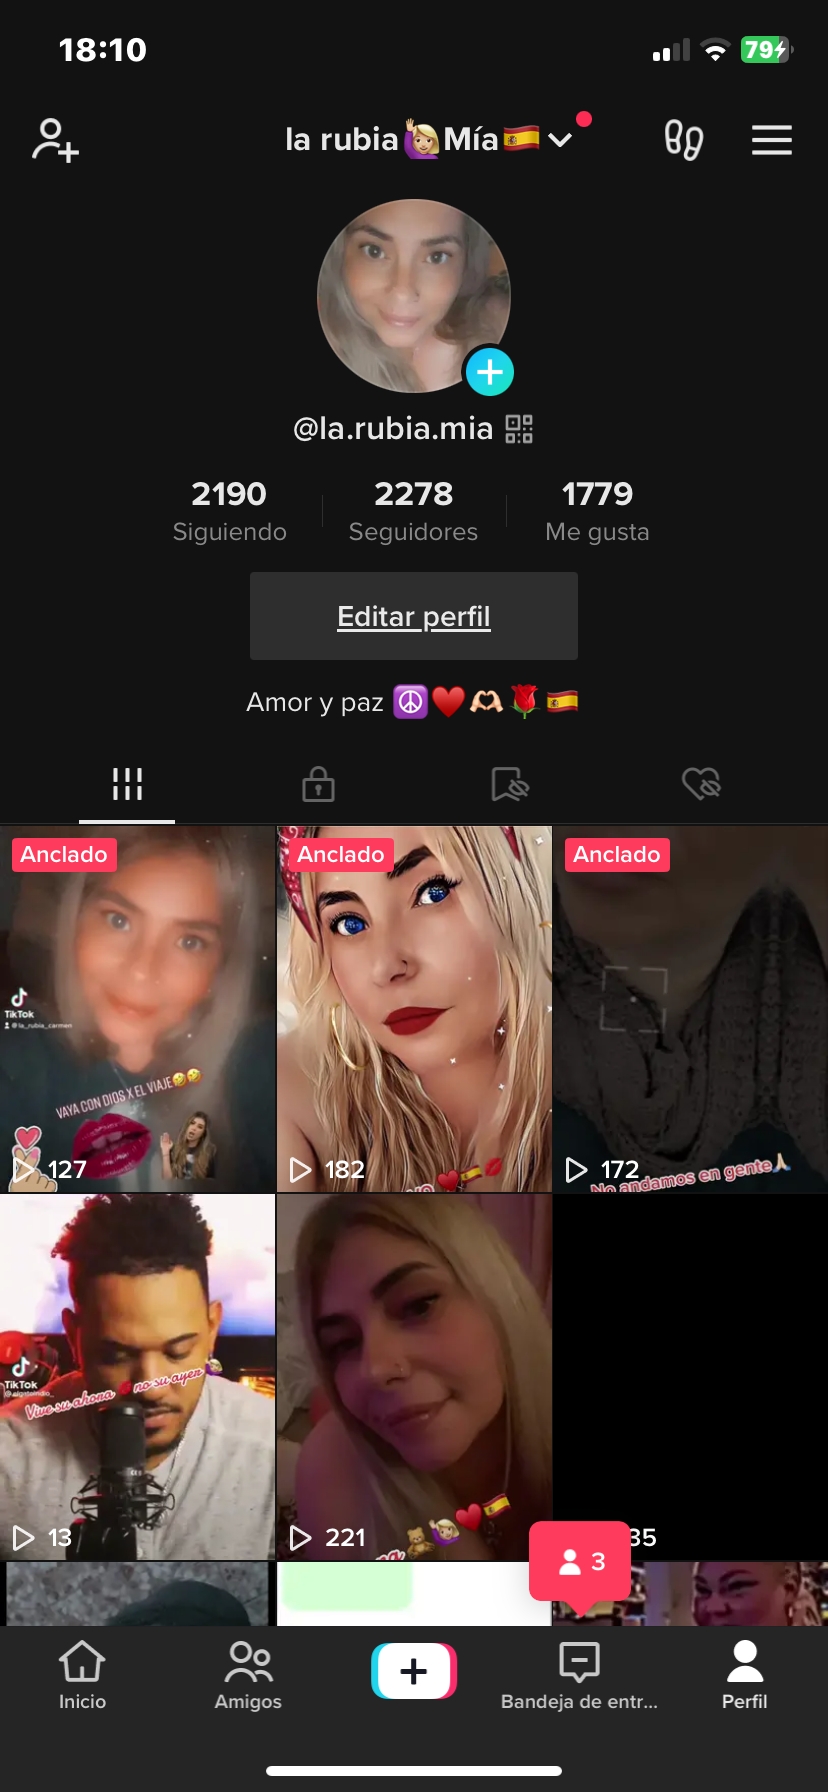 18:10
79
la rubia🙋🏼‍♀️Mía🇪🇸
@la.rubia.mia
2190 2278 1779
Siguiendo Seguidores Me gusta
Editar perfil
Amor y paz ☮️♥️🫶🏻🌹🇪🇸
Anclado Anclado Anclado
TikTok
@la_rubia_carmen
VAYA CON DIOS X EL VIAJE🤣🤣
No andamos en gente🙏🏼
127 182 172
TikTok
Vive su ahora no su ayer
13 221 35
3
Inicio Amigos Bandeja de entr... Perfil